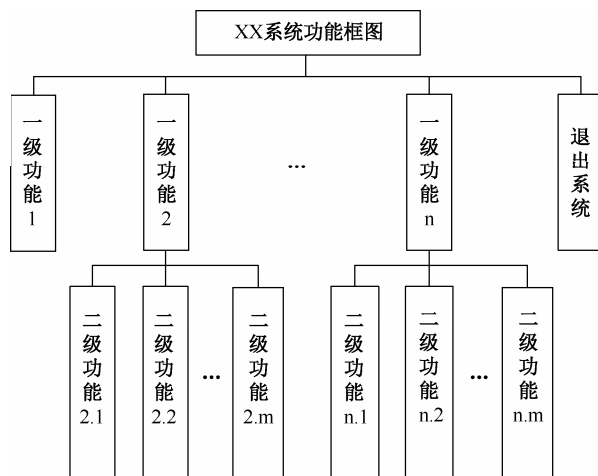 XX系统功能框图
一级功能1
一级功能2
...
一级功能n
退出系统
二级功能2.1
二级功能2.2
...
二级功能2.m
二级功能n.1
二级功能n.2
...
二级功能n.m